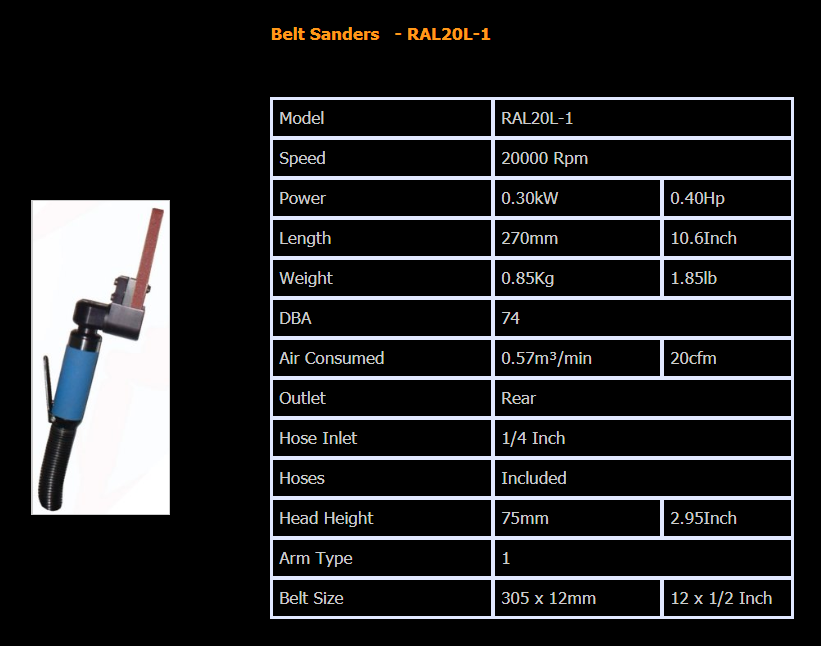 Belt Sanders - RAL20L-1
Model RAL20L-1
Speed 20000 Rpm
Power 0.30kW 0.40Hp
Length 270mm 10.6Inch
Weight 0.85Kg 1.85lb
DBA 74
Air Consumed 0.57m³/min 20cfm
Outlet Rear
Hose Inlet 1/4 Inch
Hoses Included
Head Height 75mm 2.95Inch
Arm Type 1
Belt Size 305 x 12mm 12 x 1/2 Inch